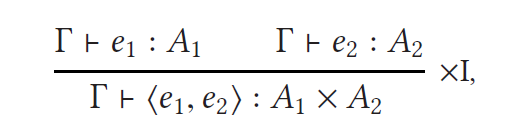 Γ ⊢ e₁ : A₁    Γ ⊢ e₂ : A₂
×I,
Γ ⊢ ⟨e₁, e₂⟩ : A₁ × A₂